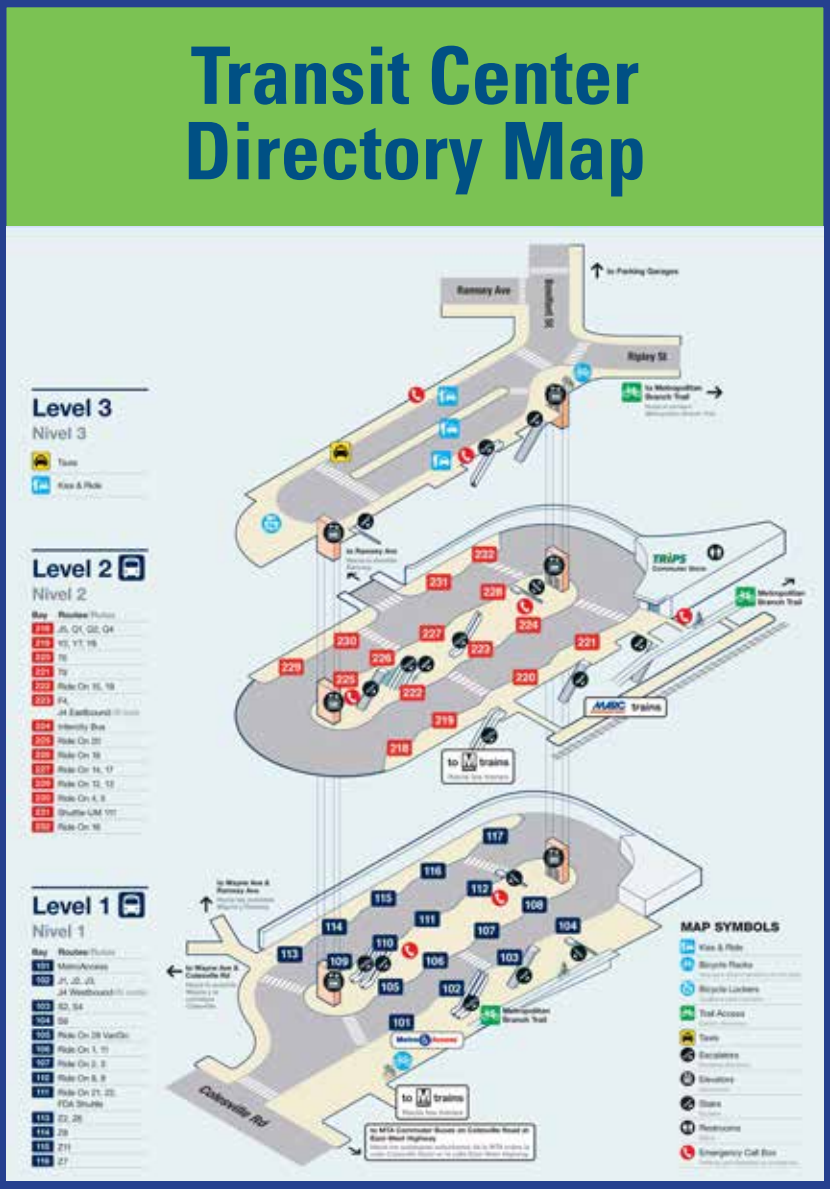 Transit Center
Directory Map
to Parking Garages
Ramsey Ave
Bonifant St
Ripley St
to Metropolitan
Branch Trail
Level 3
Nivel 3
Taxis
Kiss & Ride
to Ramsey Ave
Level 2
Nivel 2
Bay Routes/Rutas
218 J5, Q1, Q2, Q4
219 Y2, Y7, Y8
220
221
222 Ride On 15, 19
223 F4,
J4 Eastbound
224 Intercity Bus
225 Ride On 20
226 Ride On
227 Ride On 14, 17
Ride On 12, 13
230 Ride On 4, 5
231 Shuttle-UM 111
232 Ride On
232
231
228
224
230
227
223
221
229
226
225
222
220
219
218
TRiPS
Commuter Store
Metropolitan
Branch Trail
MARC trains
to M trains
Level 1
Nivel 1
Bay Routes/Rutas
101 MetroAccess
102 J1, J2, J3,
J4 Westbound
103 S2, S4
104 S9
105 Ride On 28 VanGo
106 Ride On 1, 11
107 Ride On 2, 5
110 Ride On 8, 9
111 Ride On 21, 22,
FDA Shuttle
113 Z2, Z6
114 Z8
115 Z11
116 Z7
to Wayne Ave &
Ramsey Ave
to Wayne Ave &
Colesville Rd
117
116
115
112
108
114
111
107
104
113
110
109
106
103
105
102
101
Metropolitan
Branch Trail
Metro Access
Colesville Rd
to M trains
to MTA Commuter Buses on Colesville Road at
East-West Highway
MAP SYMBOLS
Kiss & Ride
Bicycle Racks
Bicycle Lockers
Trail Access
Taxis
Escalators
Elevators
Stairs
Restrooms
Emergency Call Box